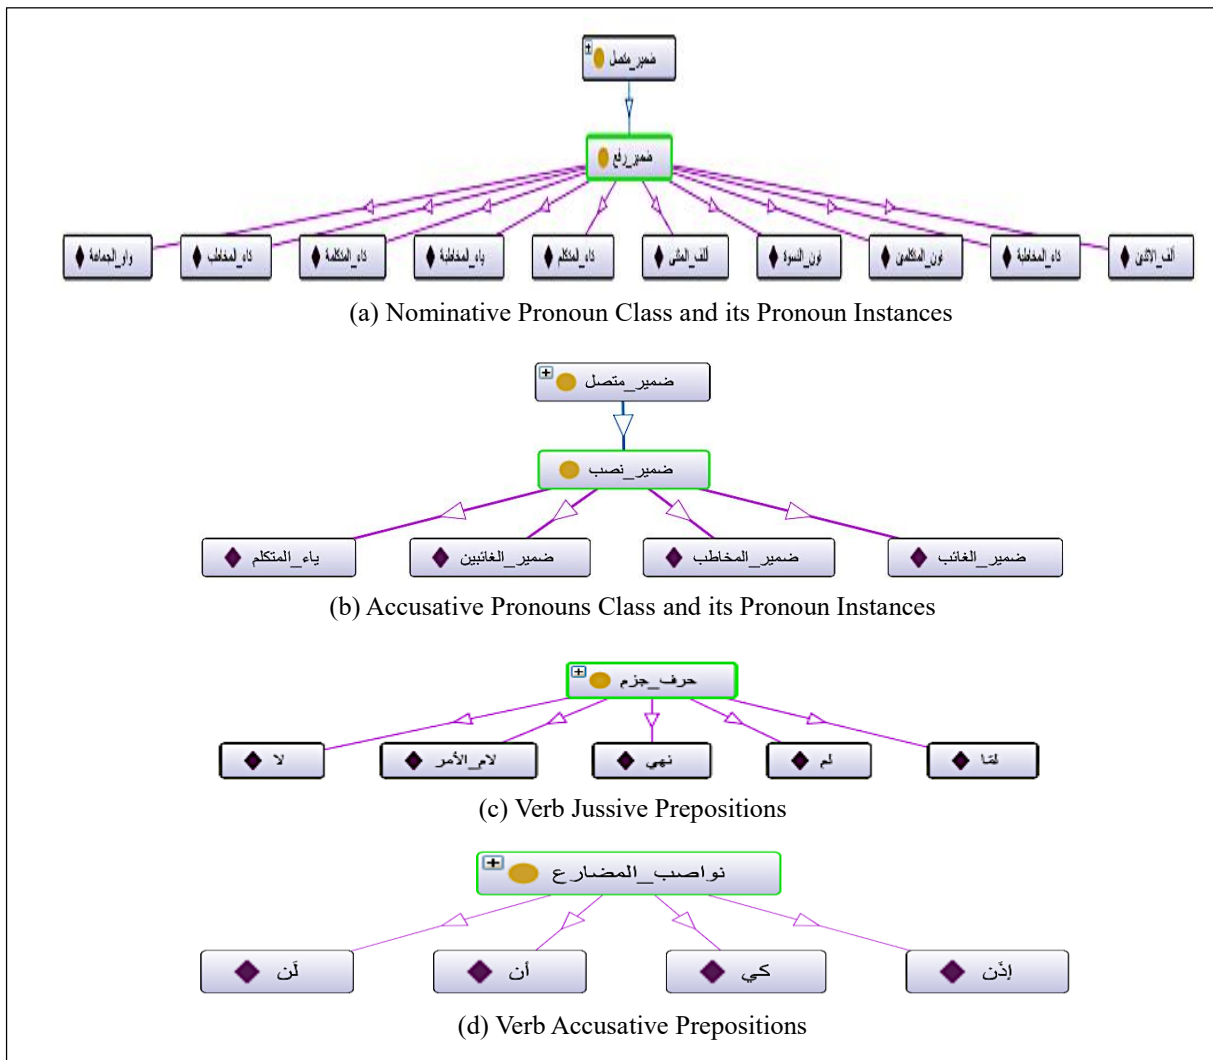 ضمير_متصل
ضمير_رفع
واو_الجماعة
تاء_المخاطب
تاء_المتكلمة
ياء_المخاطبة
تاء_المتكلم
ألف_المثنى
نون_النسوة
نون_المتكلمين
تاء_المخاطبة
ألف_الاثنين
(a) Nominative Pronoun Class and its Pronoun Instances
ضمير_متصل
ضمير_نصب
ياء_المتكلم
ضمير_الغائبين
ضمير_المخاطب
ضمير_الغائب
(b) Accusative Pronouns Class and its Pronoun Instances
حرف_جزم
لا
لام_الأمر
نهي
لم
لمّا
(c) Verb Jussive Prepositions
نواصب_المضارع
لَن
أن
كي
إذَن
(d) Verb Accusative Prepositions